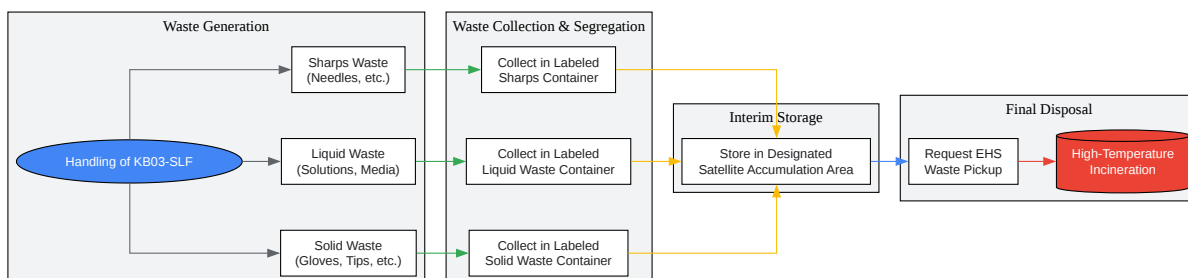 Waste Generation
Waste Collection & Segregation
Sharps Waste
(Needles, etc.)
Collect in Labeled
Sharps Container
Interim Storage
Final Disposal
Handling of KB03-SLF
Liquid Waste
(Solutions, Media)
Collect in Labeled
Liquid Waste Container
Store in Designated
Satellite Accumulation Area
Request EHS
Waste Pickup
High-Temperature
Incineration
Solid Waste
(Gloves, Tips, etc.)
Collect in Labeled
Solid Waste Container